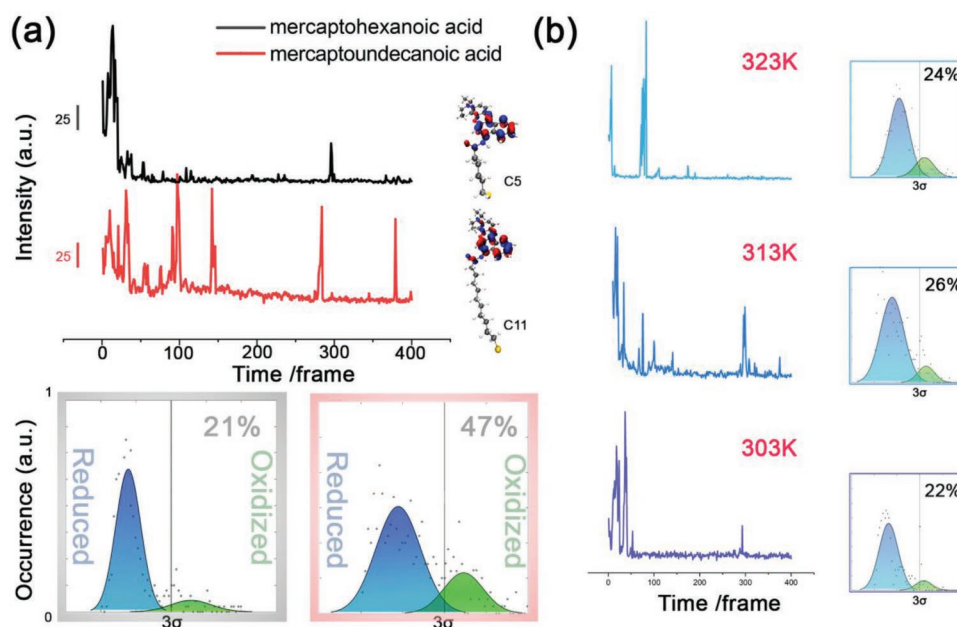 (a)
mercaptohexanoic acid
mercaptoundecanoic acid
25
25
Intensity (a.u.)
C5
C11
0 100 200 300 400
Time /frame
1
0
Occurrence (a.u.)
Reduced
21%
Oxidized
3σ
Reduced
47%
Oxidized
3σ
(b)
323K
24%
3σ
313K
26%
3σ
303K
22%
3σ
0 100 200 300 400
Time /frame